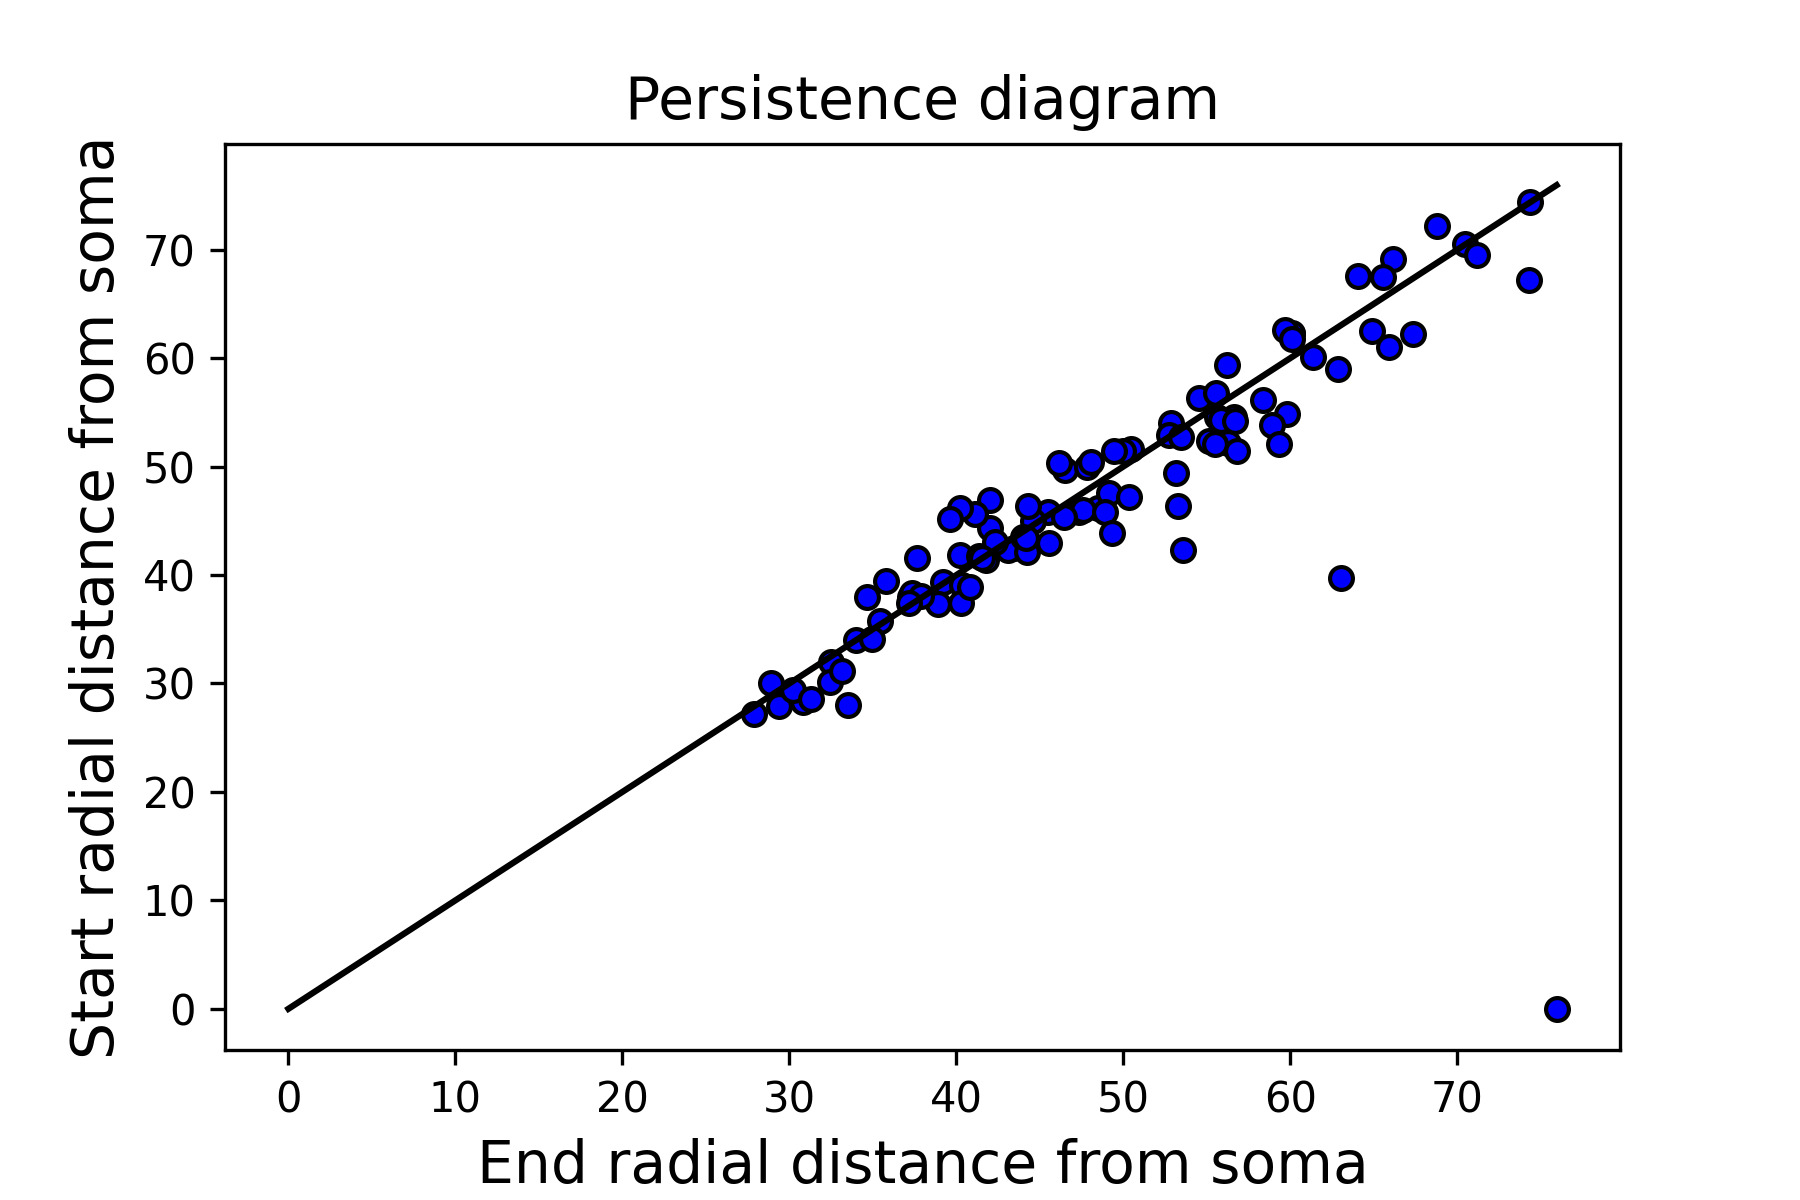 Persistence diagram
Start radial distance from soma
70
60
50
40
30
20
10
0
0 10 20 30 40 50 60 70
End radial distance from soma